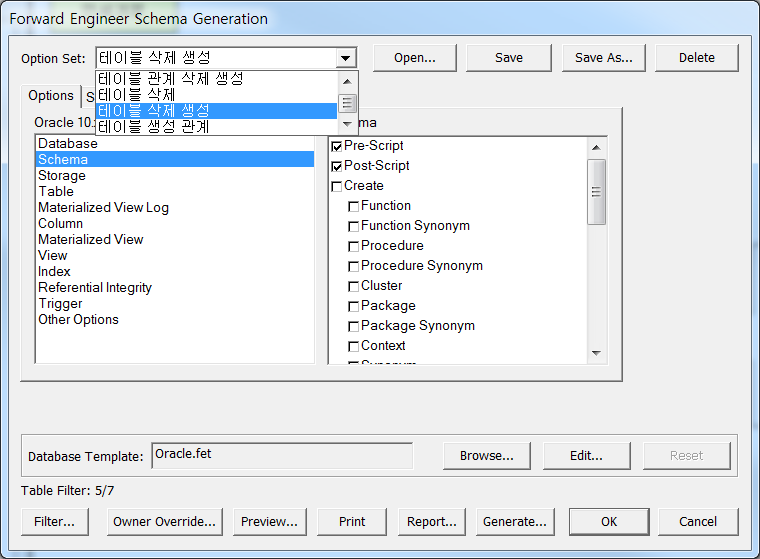 Forward Engineer Schema Generation
Option Set:
테이블 삭제 생성
Open...
Save
Save As...
Delete
테이블 관계 삭제 생성
테이블 삭제
테이블 삭제 생성
테이블 생성 관계
Options
Oracle 10.
Database
Schema
Storage
Table
Materialized View Log
Column
Materialized View
View
Index
Referential Integrity
Trigger
Other Options
Pre-Script
Post-Script
Create
Function
Function Synonym
Procedure
Procedure Synonym
Cluster
Package
Package Synonym
Context
Database Template:
Oracle.fet
Browse...
Edit...
Reset
Table Filter: 5/7
Filter...
Owner Override...
Preview...
Print
Report...
Generate...
OK
Cancel